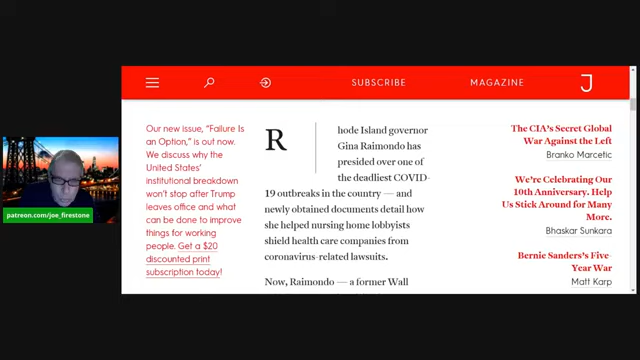 SUBSCRIBE
MAGAZINE
J
Our new issue, “Failure Is
an Option,” is out now.
We discuss why the
United States’
institutional breakdown
won’t stop after Trump
leaves office and what
can be done to improve
things for working
people. Get a $20
discounted print
subscription today!
R
hode Island governor
Gina Raimondo has
presided over one of
the deadliest COVID-
19 outbreaks in the country — and
newly obtained documents detail how
she helped nursing home lobbyists
shield health care companies from
coronavirus-related lawsuits.
Now, Raimondo — a former Wall
The CIA’s Secret Global
War Against the Left
Branko Marcetic
We’re Celebrating Our
10th Anniversary. Help
Us Stick Around for Many
More.
Bhaskar Sunkara
Bernie Sanders’s Five-
Year War
Matt Karp
patreon.com/joe_firestone